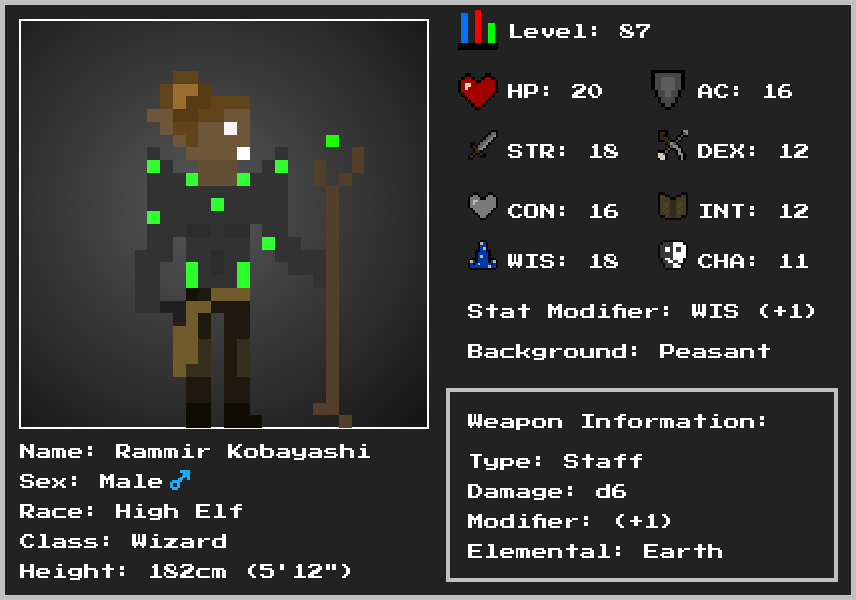 Level: 87
HP: 20 AC: 16
STR: 18 DEX: 12
CON: 16 INT: 12
WIS: 18 CHA: 11
Stat Modifier: WIS (+1)
Background: Peasant
Weapon Information:
Type: Staff
Damage: d6
Modifier: (+1)
Elemental: Earth
Name: Rammir Kobayashi
Sex: Male ♂
Race: High Elf
Class: Wizard
Height: 182cm (5'12")